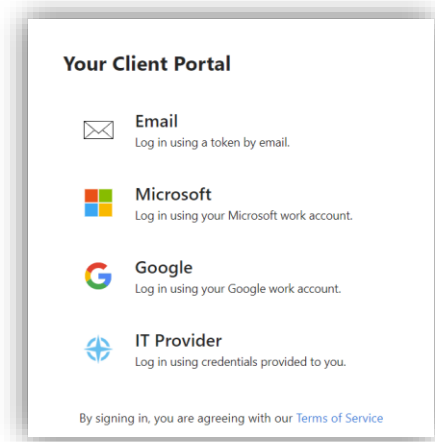 Your Client Portal
Email
Log in using a token by email.
Microsoft
Log in using your Microsoft work account.
Google
Log in using your Google work account.
IT Provider
Log in using credentials provided to you.
By signing in, you are agreeing with our Terms of Service